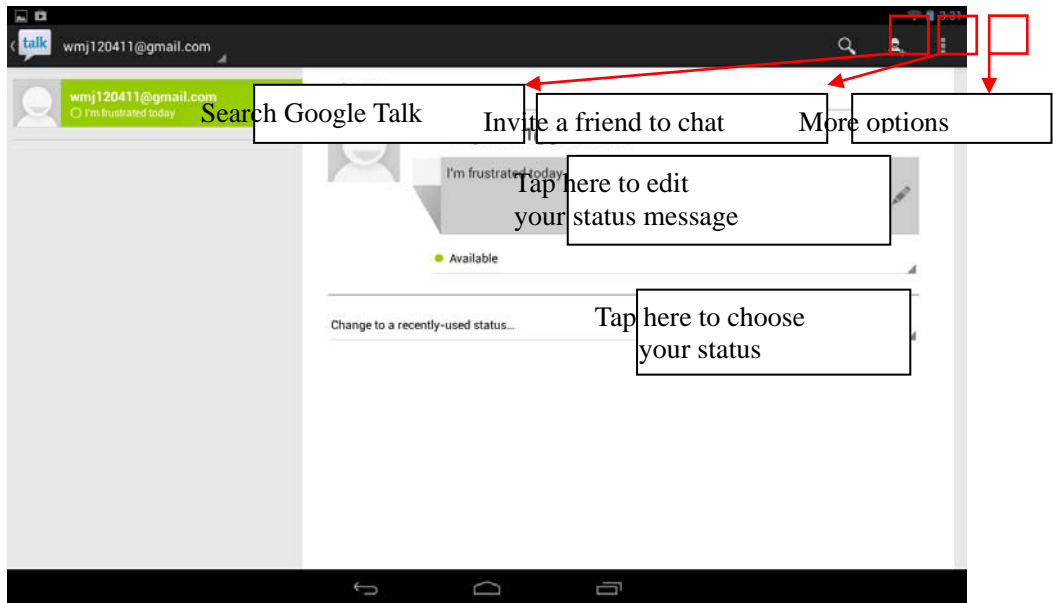 3:31
talk wmj120411@gmail.com
wmj120411@gmail.com
I'm frustrated today
Search Google Talk
Invite a friend to chat
More options
I'm frustrated today
Tap here to edit
your status message
Available
Change to a recently-used status...
Tap here to choose
your status